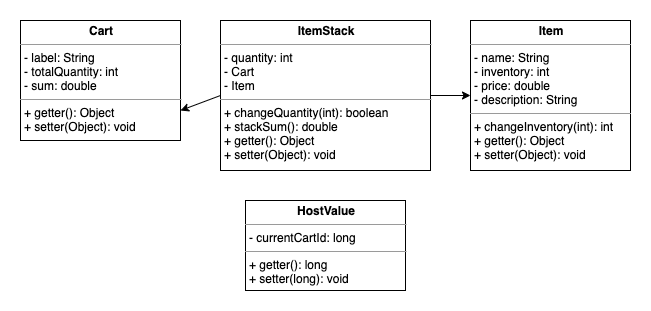 Cart
- label: String
- totalQuantity: int
- sum: double
+ getter(): Object
+ setter(Object): void
ItemStack
- quantity: int
- Cart
- Item
+ changeQuantity(int): boolean
+ stackSum(): double
+ getter(): Object
+ setter(Object): void
Item
- name: String
- inventory: int
- price: double
- description: String
+ changeInventory(int): int
+ getter(): Object
+ setter(Object): void
HostValue
- currentCartId: long
+ getter(): long
+ setter(long): void